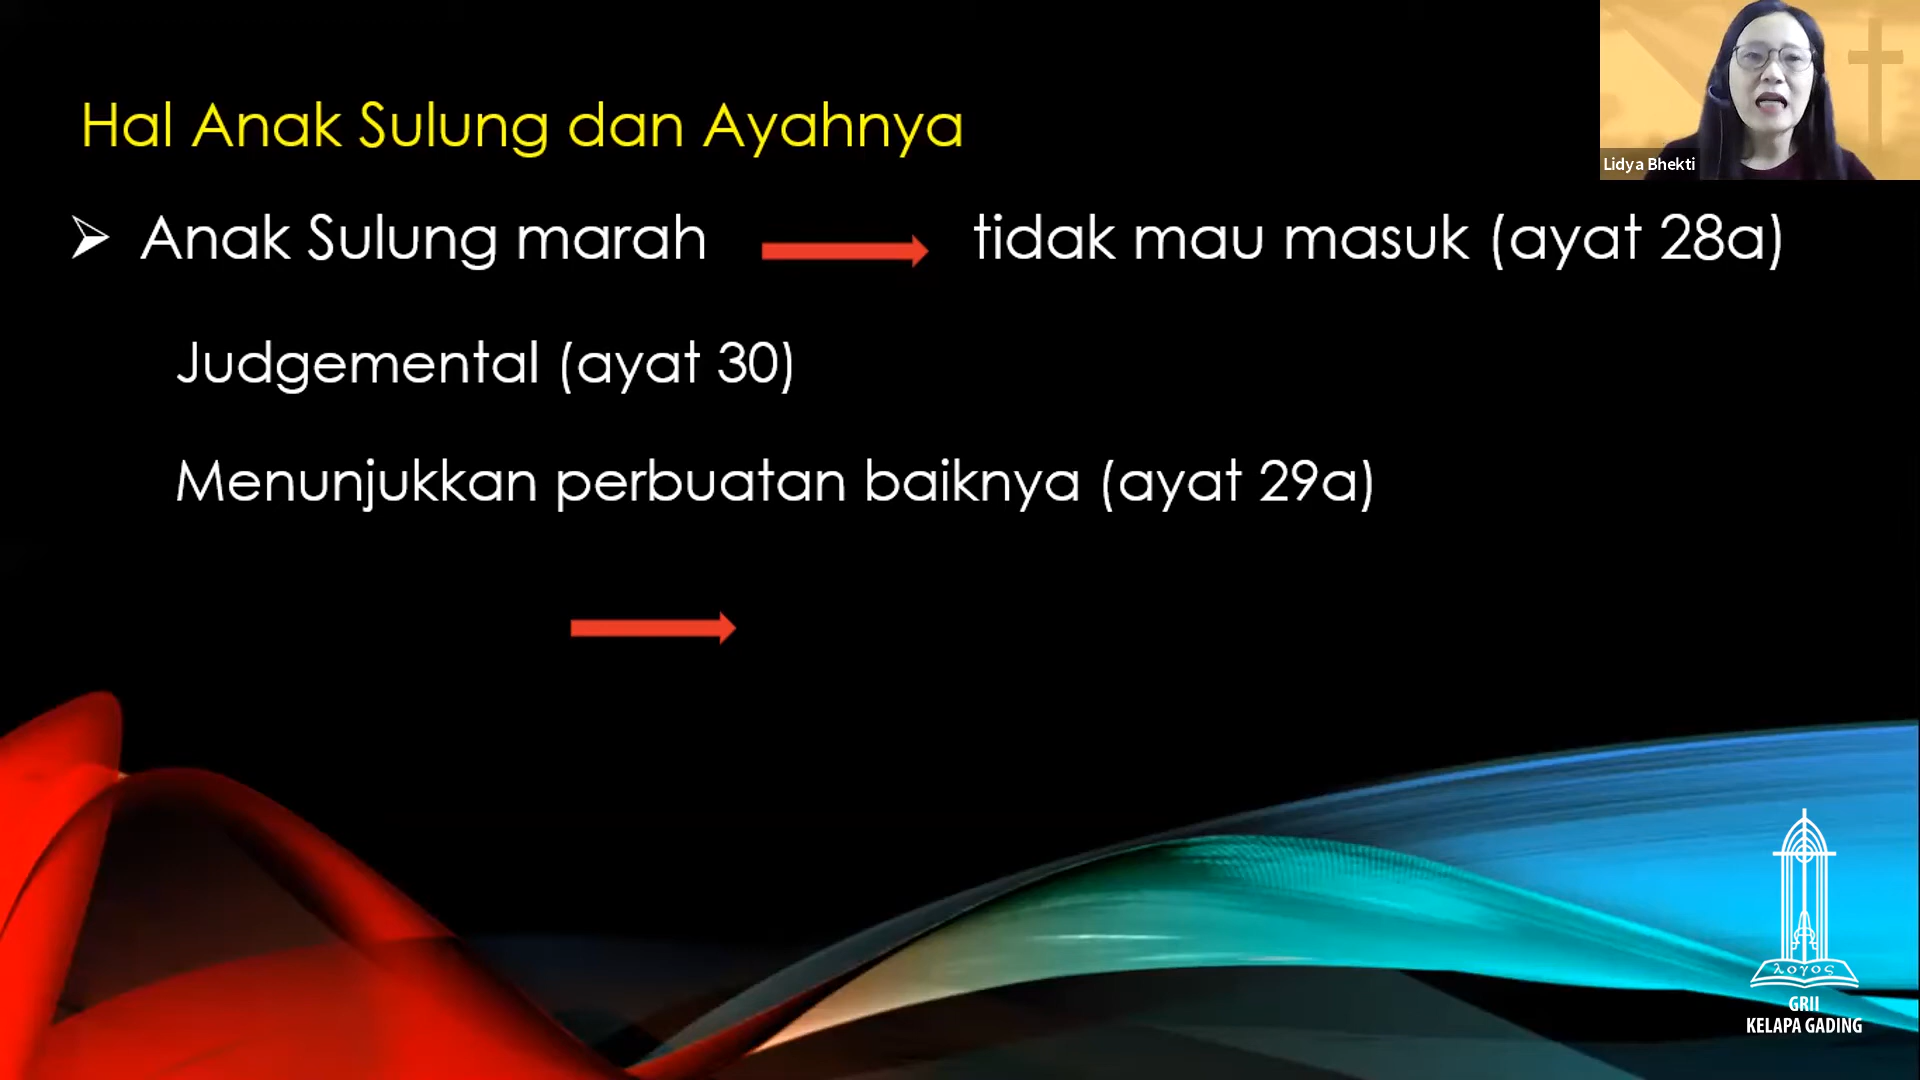 Hal Anak Sulung dan Ayahnya
Lidya Bhekti
➢ Anak Sulung marah tidak mau masuk (ayat 28a)
Judgemental (ayat 30)
Menunjukkan perbuatan baiknya (ayat 29a)
λογος
GRII
KELAPA GADING